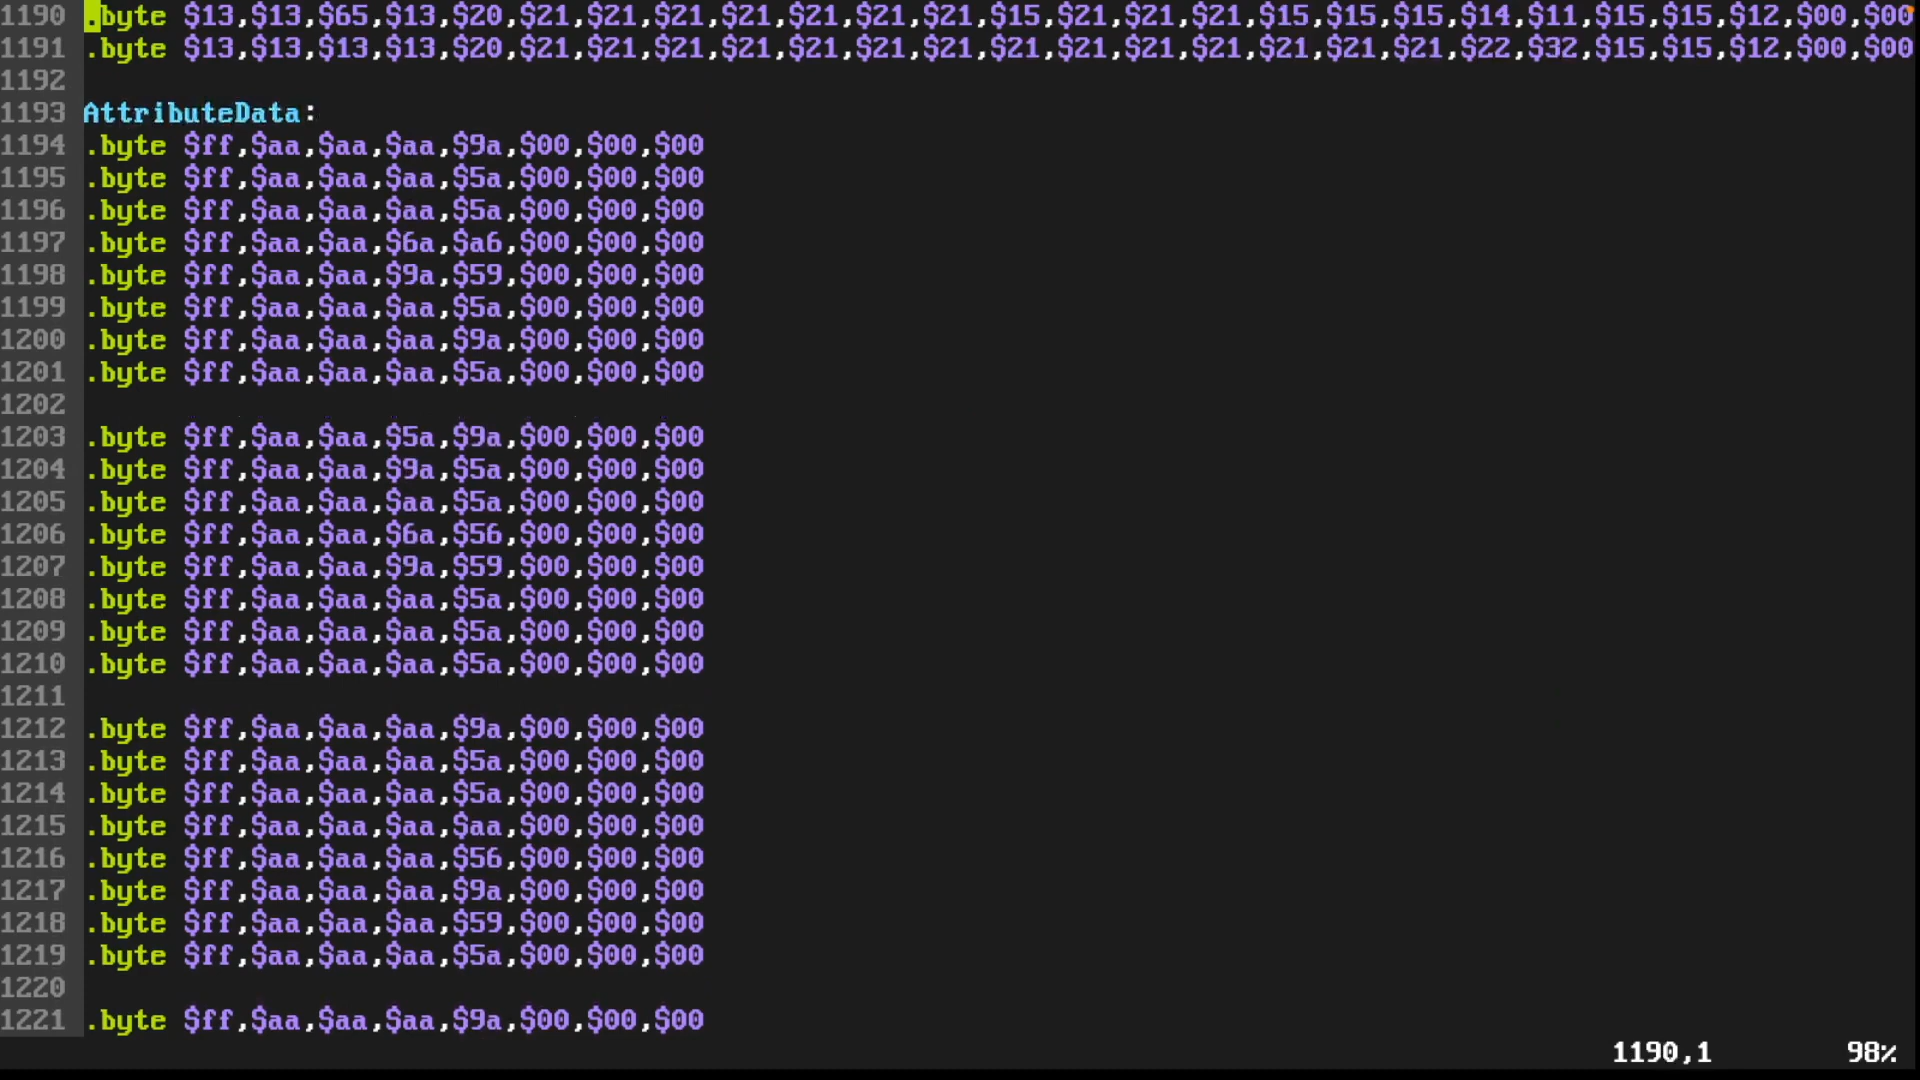 1190 .byte $13,$13,$65,$13,$20,$21,$21,$21,$21,$21,$21,$21,$15,$21,$21,$21,$15,$15,$15,$14,$11,$15,$15,$12,$00,$00
1191 .byte $13,$13,$13,$13,$20,$21,$21,$21,$21,$21,$21,$21,$21,$21,$21,$21,$21,$21,$21,$22,$32,$15,$15,$12,$00,$00
1192
1193 AttributeData:
1194 .byte $ff,$aa,$aa,$aa,$9a,$00,$00,$00
1195 .byte $ff,$aa,$aa,$aa,$5a,$00,$00,$00
1196 .byte $ff,$aa,$aa,$aa,$5a,$00,$00,$00
1197 .byte $ff,$aa,$aa,$6a,$a6,$00,$00,$00
1198 .byte $ff,$aa,$aa,$9a,$59,$00,$00,$00
1199 .byte $ff,$aa,$aa,$aa,$5a,$00,$00,$00
1200 .byte $ff,$aa,$aa,$aa,$9a,$00,$00,$00
1201 .byte $ff,$aa,$aa,$aa,$5a,$00,$00,$00
1202
1203 .byte $ff,$aa,$aa,$5a,$9a,$00,$00,$00
1204 .byte $ff,$aa,$aa,$9a,$5a,$00,$00,$00
1205 .byte $ff,$aa,$aa,$aa,$5a,$00,$00,$00
1206 .byte $ff,$aa,$aa,$6a,$56,$00,$00,$00
1207 .byte $ff,$aa,$aa,$9a,$59,$00,$00,$00
1208 .byte $ff,$aa,$aa,$aa,$5a,$00,$00,$00
1209 .byte $ff,$aa,$aa,$aa,$5a,$00,$00,$00
1210 .byte $ff,$aa,$aa,$aa,$5a,$00,$00,$00
1211
1212 .byte $ff,$aa,$aa,$aa,$9a,$00,$00,$00
1213 .byte $ff,$aa,$aa,$aa,$5a,$00,$00,$00
1214 .byte $ff,$aa,$aa,$aa,$5a,$00,$00,$00
1215 .byte $ff,$aa,$aa,$aa,$aa,$00,$00,$00
1216 .byte $ff,$aa,$aa,$aa,$56,$00,$00,$00
1217 .byte $ff,$aa,$aa,$aa,$9a,$00,$00,$00
1218 .byte $ff,$aa,$aa,$aa,$59,$00,$00,$00
1219 .byte $ff,$aa,$aa,$aa,$5a,$00,$00,$00
1220
1221 .byte $ff,$aa,$aa,$aa,$9a,$00,$00,$00
1190,1 98%